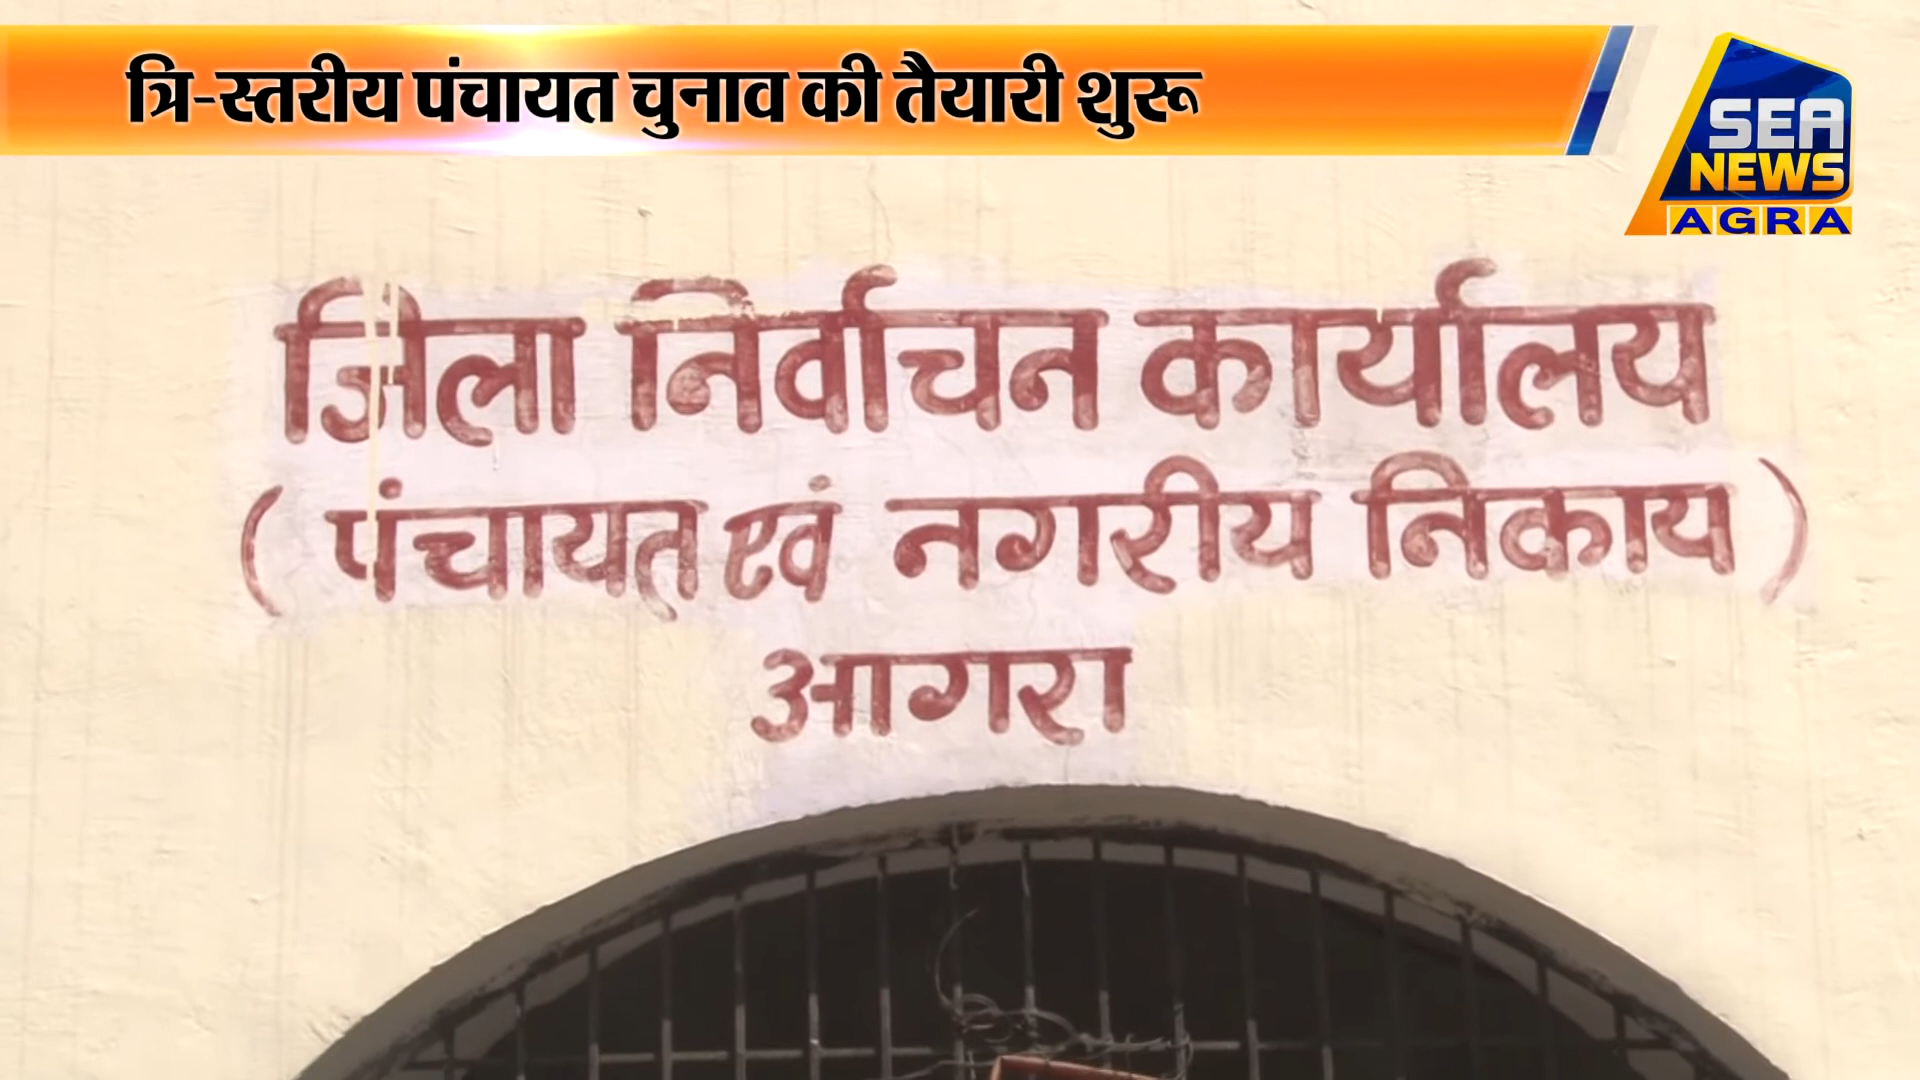 त्रि-स्तरीय पंचायत चुनाव की तैयारी शुरू
SEA
NEWS
AGRA
जिला निर्वाचन कार्यालय
( पंचायत एवं नगरीय निकाय )
आगरा